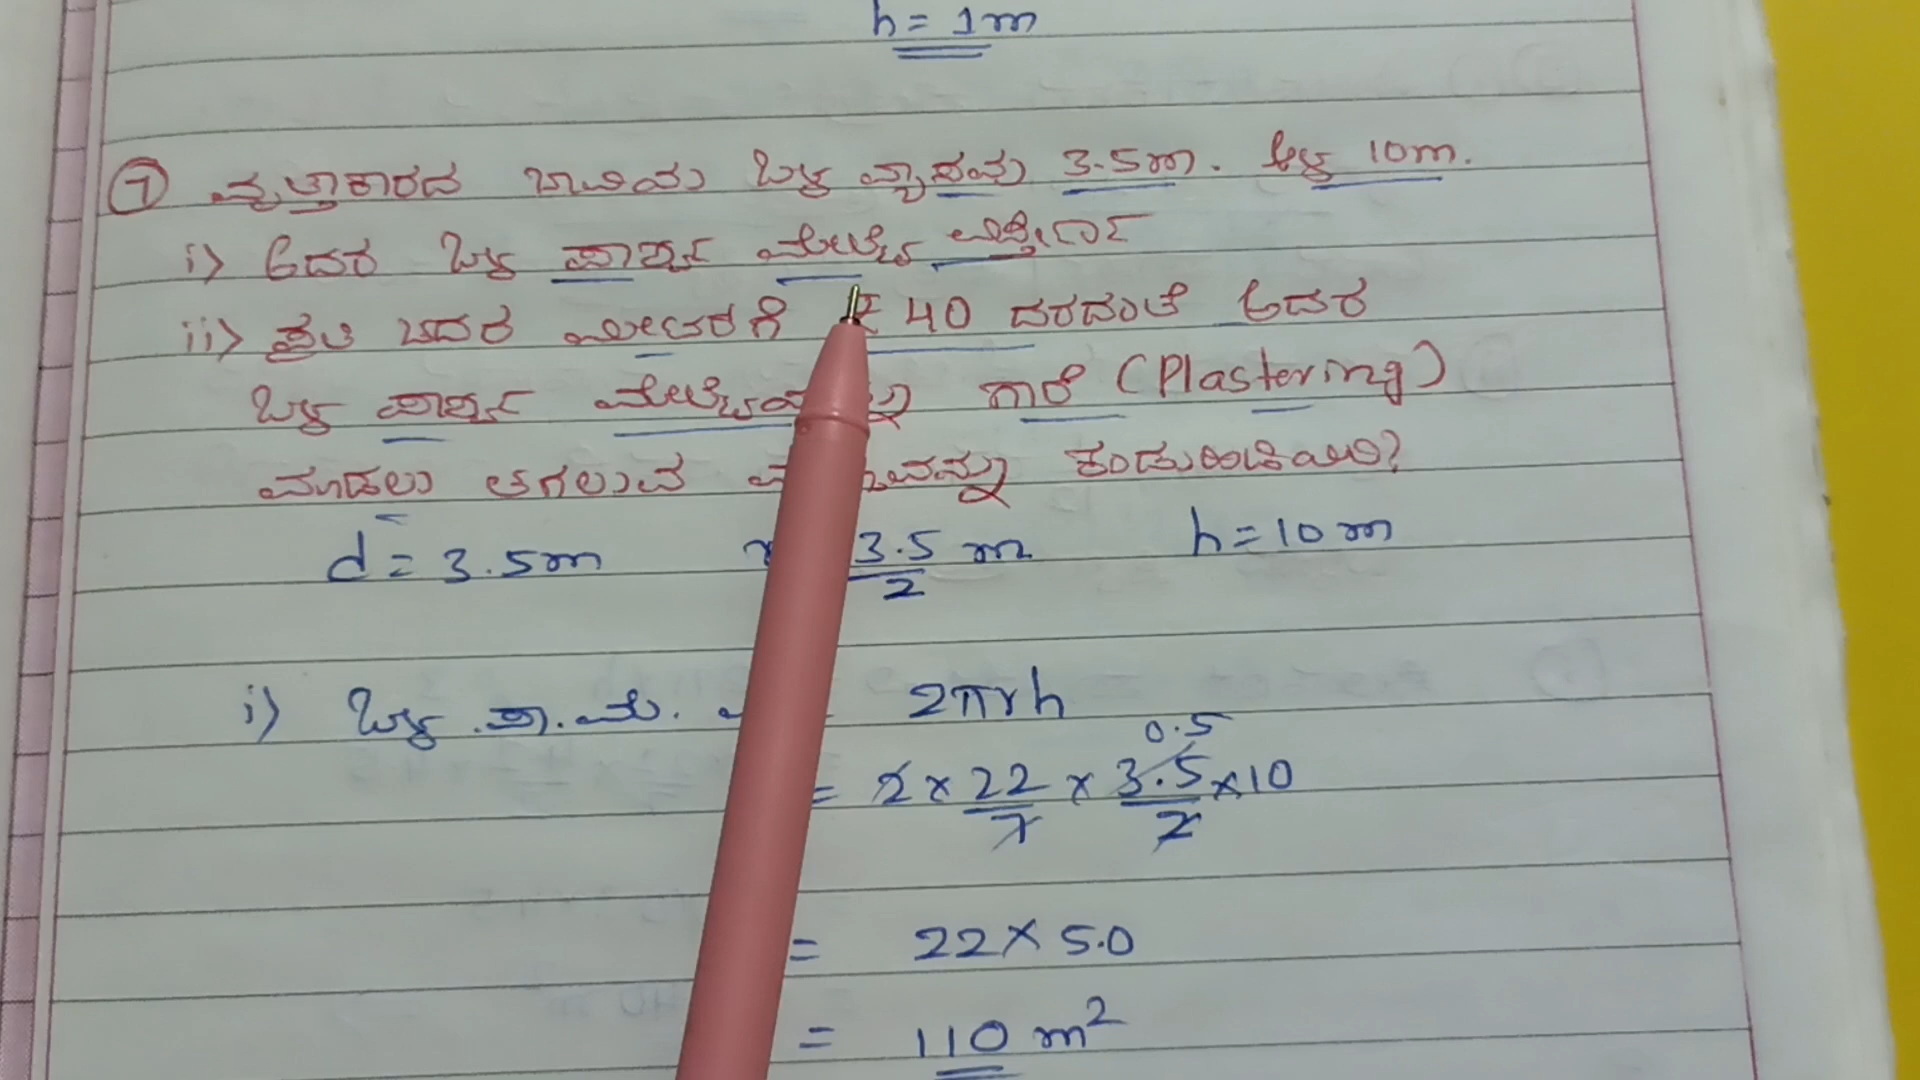 h = 1m
7 ವೃತ್ತಾಕಾರದ ಬಾವಿಯ ಒಳ ವ್ಯಾಸವು 3.5m. ಆಳ 10m.
i) ಅದರ ಒಳ ಪಾರ್ಶ್ವ ಮೇಲ್ಮೈ ವಿಸ್ತೀರ್ಣ
ii) ಪ್ರತಿ ಚದರ ಮೀಟರಗೆ ₹ 40 ದರದಂತೆ ಅದರ
ಒಳ ಪಾರ್ಶ್ವ ಗಾರೆ (Plastering)
ಮಾಡಲು ತಗಲುವ ಕಂಡುಹಿಡಿಯಿರಿ?
d = 3.5m 3.5/2 m h = 10 m
i) ಒಳ .ಪಾ. ಮೇ. 2πrh
= 2 × 22/7 × 3.5/2 × 10 0.5
= 22 × 5.0
= 110 m²